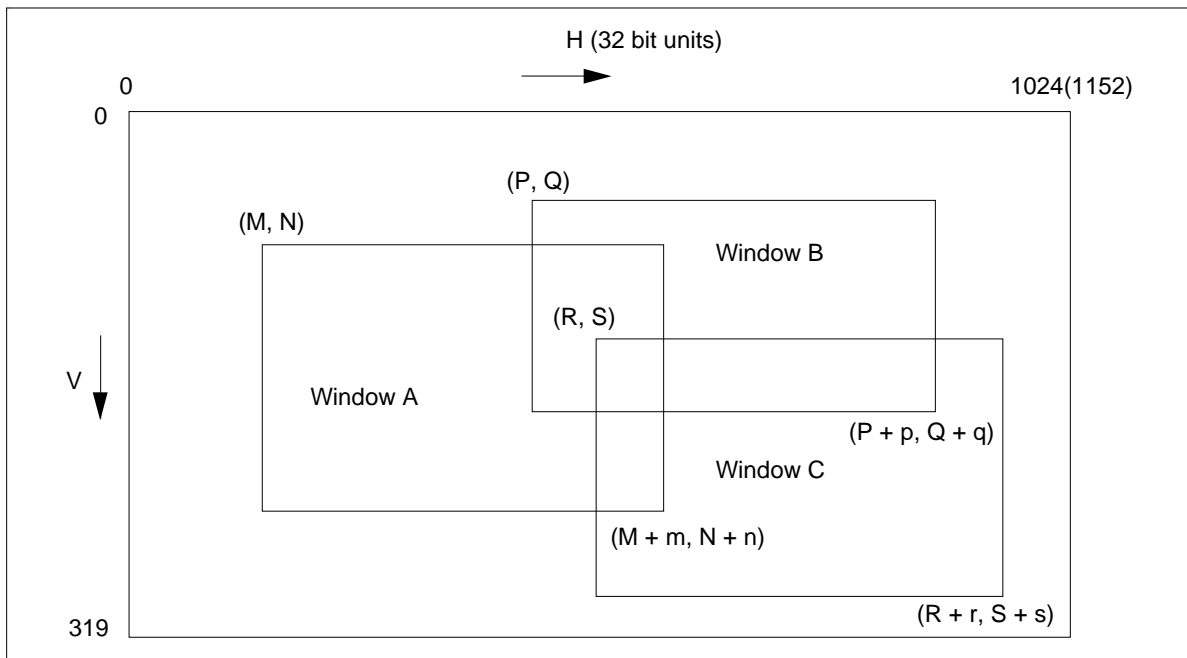 H (32 bit units)
0
1024(1152)
0
(P, Q)
(M, N)
Window B
(R, S)
V
Window A
(P + p, Q + q)
Window C
(M + m, N + n)
(R + r, S + s)
319